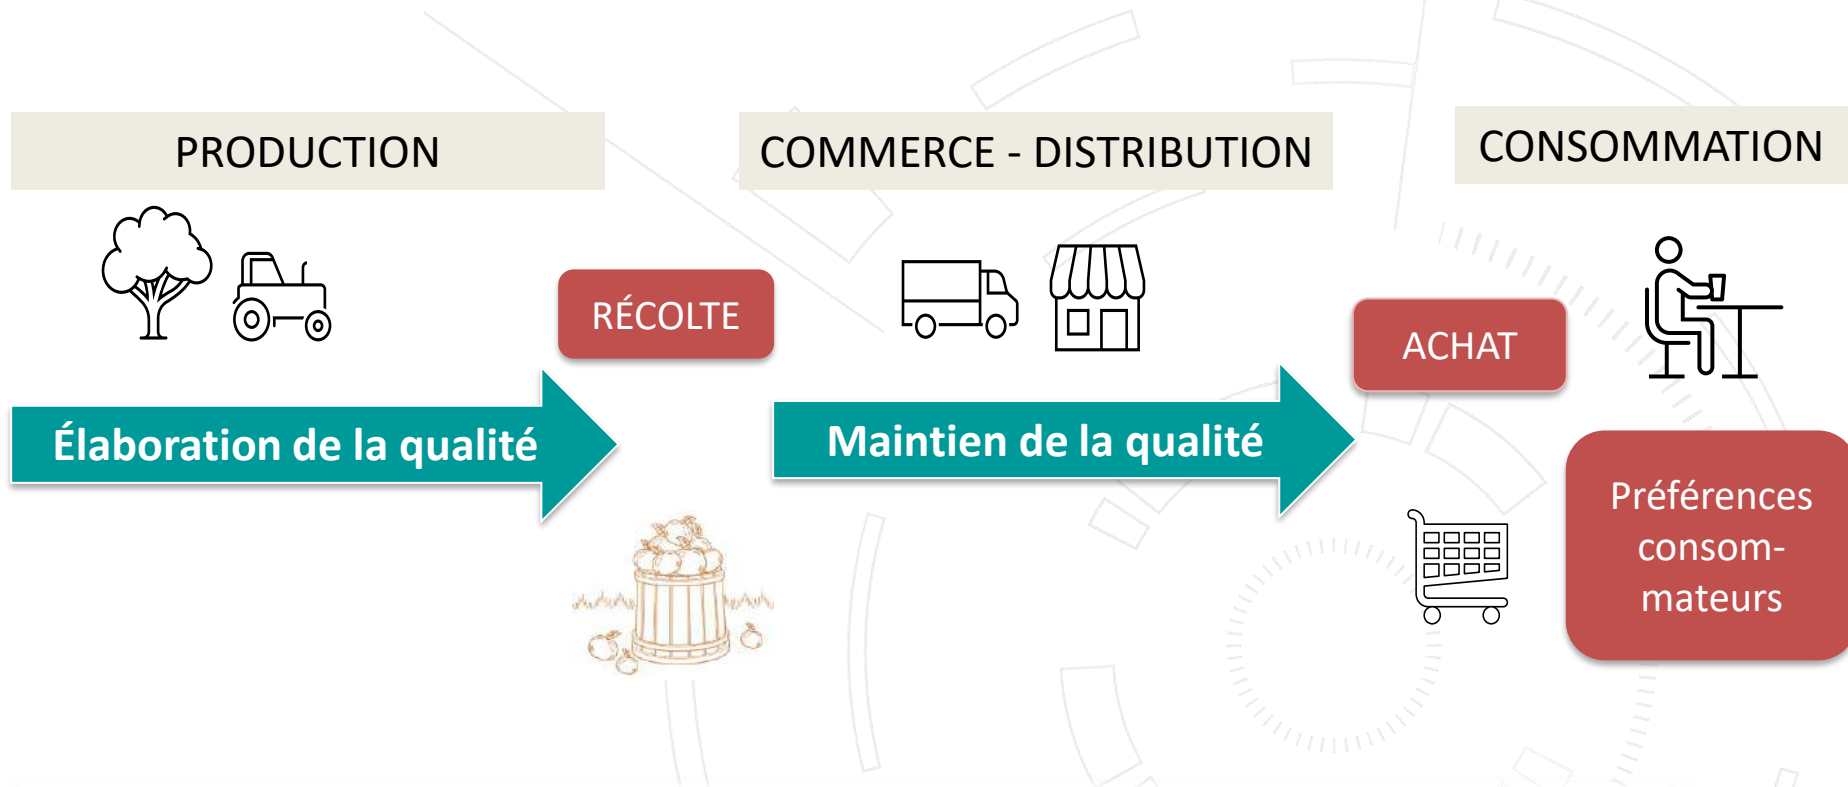 PRODUCTION
COMMERCE - DISTRIBUTION
CONSOMMATION
RÉCOLTE
ACHAT
Élaboration de la qualité
Maintien de la qualité
Préférences
consom-
mateurs